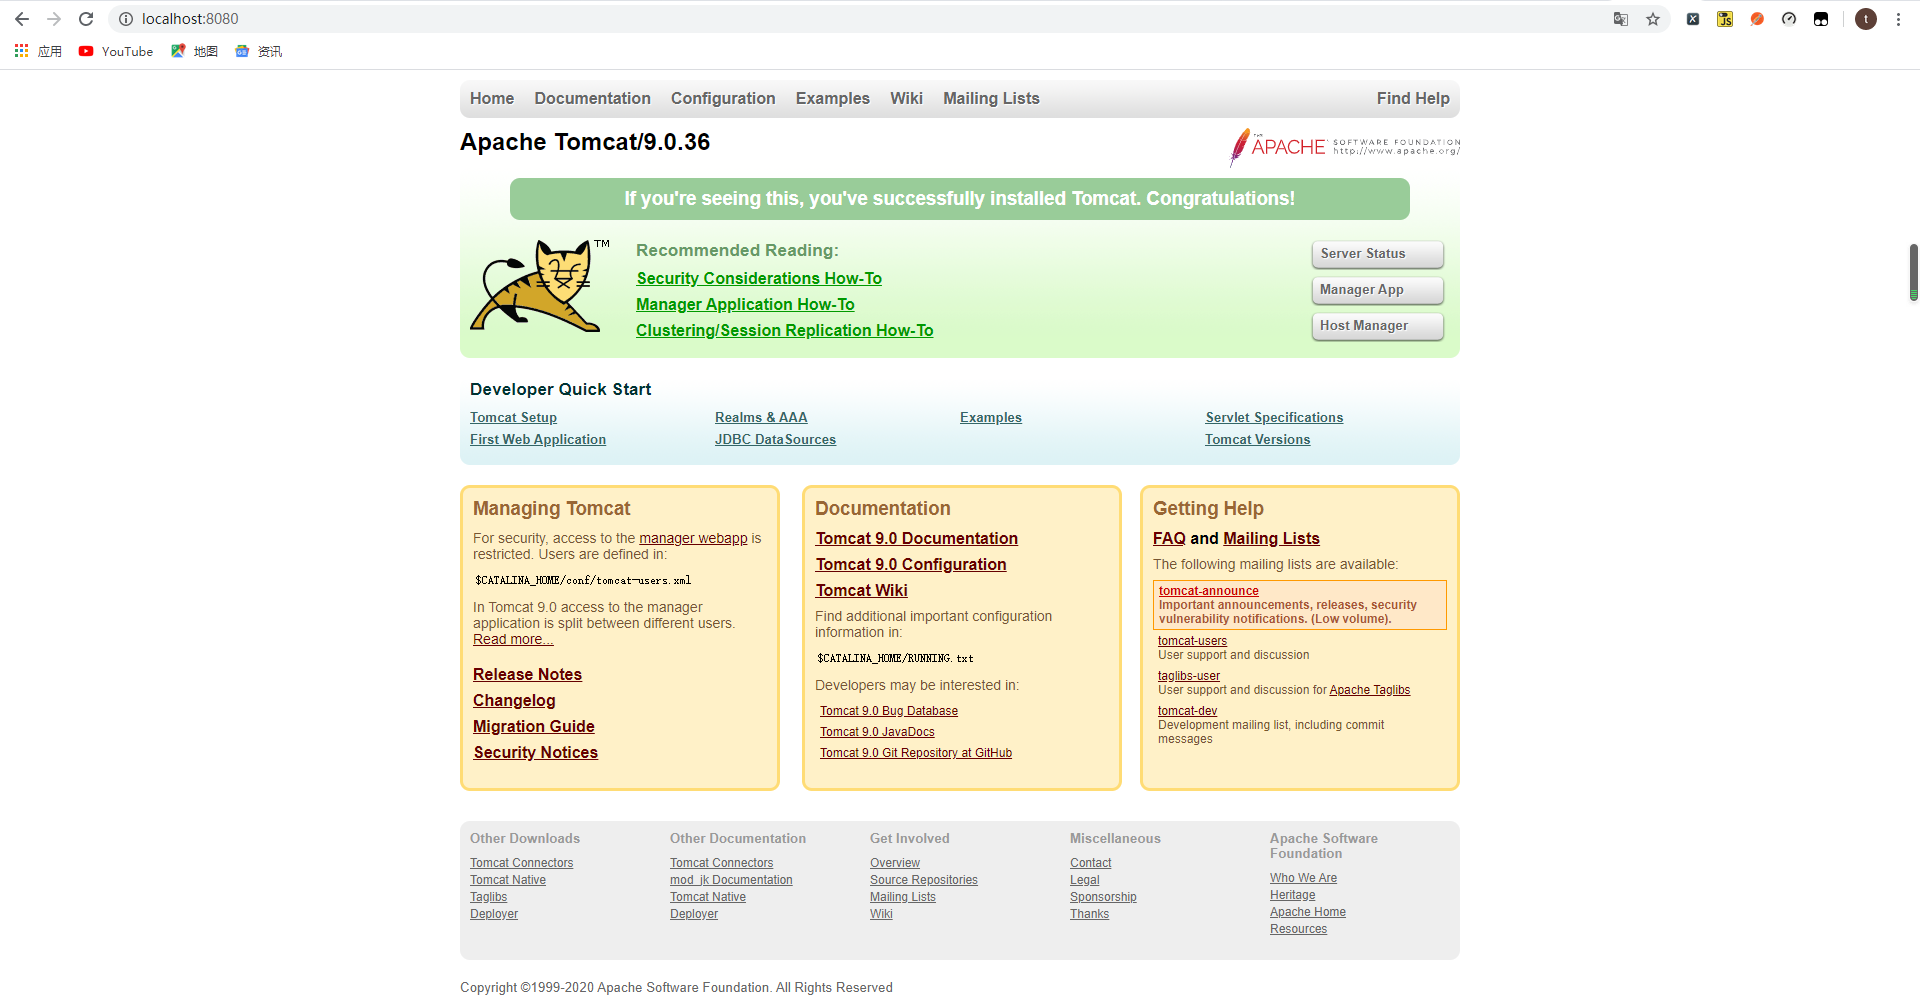 localhost:8080
应用 YouTube 地图 资讯
Home Documentation Configuration Examples Wiki Mailing Lists Find Help
Apache Tomcat/9.0.36
THE APACHE SOFTWARE FOUNDATION
http://www.apache.org/
If you're seeing this, you've successfully installed Tomcat. Congratulations!
TM
Recommended Reading:
Security Considerations How-To
Manager Application How-To
Clustering/Session Replication How-To
Server Status
Manager App
Host Manager
Developer Quick Start
Tomcat Setup
First Web Application
Realms & AAA
JDBC DataSources
Examples
Servlet Specifications
Tomcat Versions
Managing Tomcat
For security, access to the manager webapp is
restricted. Users are defined in:
$CATALINA_HOME/conf/tomcat-users.xml
In Tomcat 9.0 access to the manager
application is split between different users.
Read more...
Release Notes
Changelog
Migration Guide
Security Notices
Documentation
Tomcat 9.0 Documentation
Tomcat 9.0 Configuration
Tomcat Wiki
Find additional important configuration
information in:
$CATALINA_HOME/RUNNING.txt
Developers may be interested in:
Tomcat 9.0 Bug Database
Tomcat 9.0 JavaDocs
Tomcat 9.0 Git Repository at GitHub
Getting Help
FAQ and Mailing Lists
The following mailing lists are available:
tomcat-announce
Important announcements, releases, security
vulnerability notifications. (Low volume).
tomcat-users
User support and discussion
taglibs-user
User support and discussion for Apache Taglibs
tomcat-dev
Development mailing list, including commit
messages
Other Downloads
Tomcat Connectors
Tomcat Native
Taglibs
Deployer
Other Documentation
Tomcat Connectors
mod_jk Documentation
Tomcat Native
Deployer
Get Involved
Overview
Source Repositories
Mailing Lists
Wiki
Miscellaneous
Contact
Legal
Sponsorship
Thanks
Apache Software
Foundation
Who We Are
Heritage
Apache Home
Resources
Copyright ©1999-2020 Apache Software Foundation. All Rights Reserved